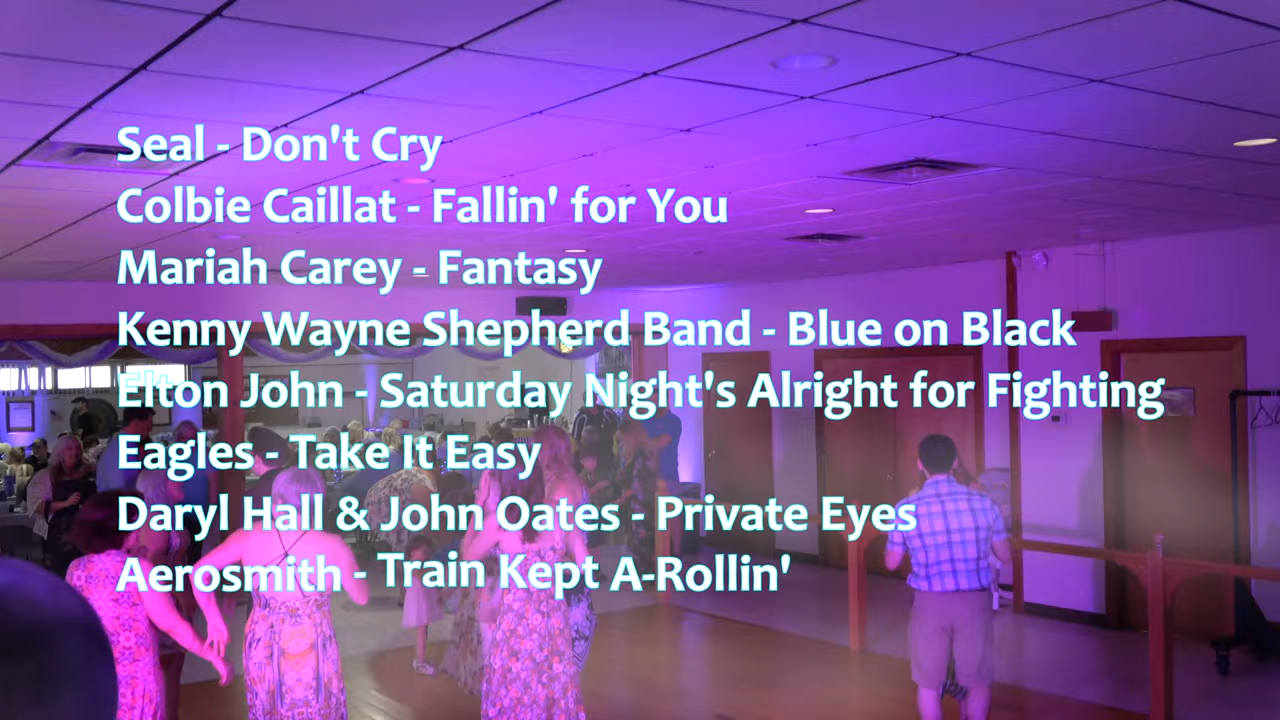 Seal - Don't Cry
Colbie Caillat - Fallin' for You
Mariah Carey - Fantasy
Kenny Wayne Shepherd Band - Blue on Black
Elton John - Saturday Night's Alright for Fighting
Eagles - Take It Easy
Daryl Hall & John Oates - Private Eyes
Aerosmith - Train Kept A-Rollin'